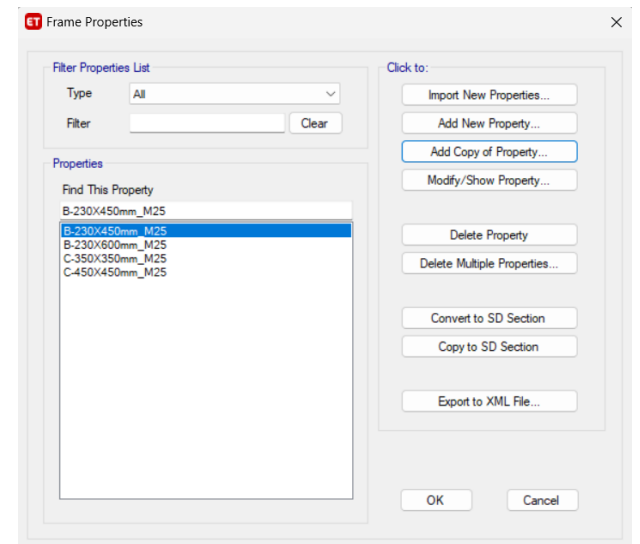 ET Frame Properties
Filter Properties List
Type All
Filter Clear
Properties
Find This Property
B-230X450mm_M25
B-230X450mm_M25
B-230X600mm_M25
C-350X350mm_M25
C-450X450mm_M25
Click to:
Import New Properties...
Add New Property...
Add Copy of Property...
Modify/Show Property...
Delete Property
Delete Multiple Properties...
Convert to SD Section
Copy to SD Section
Export to XML File...
OK Cancel